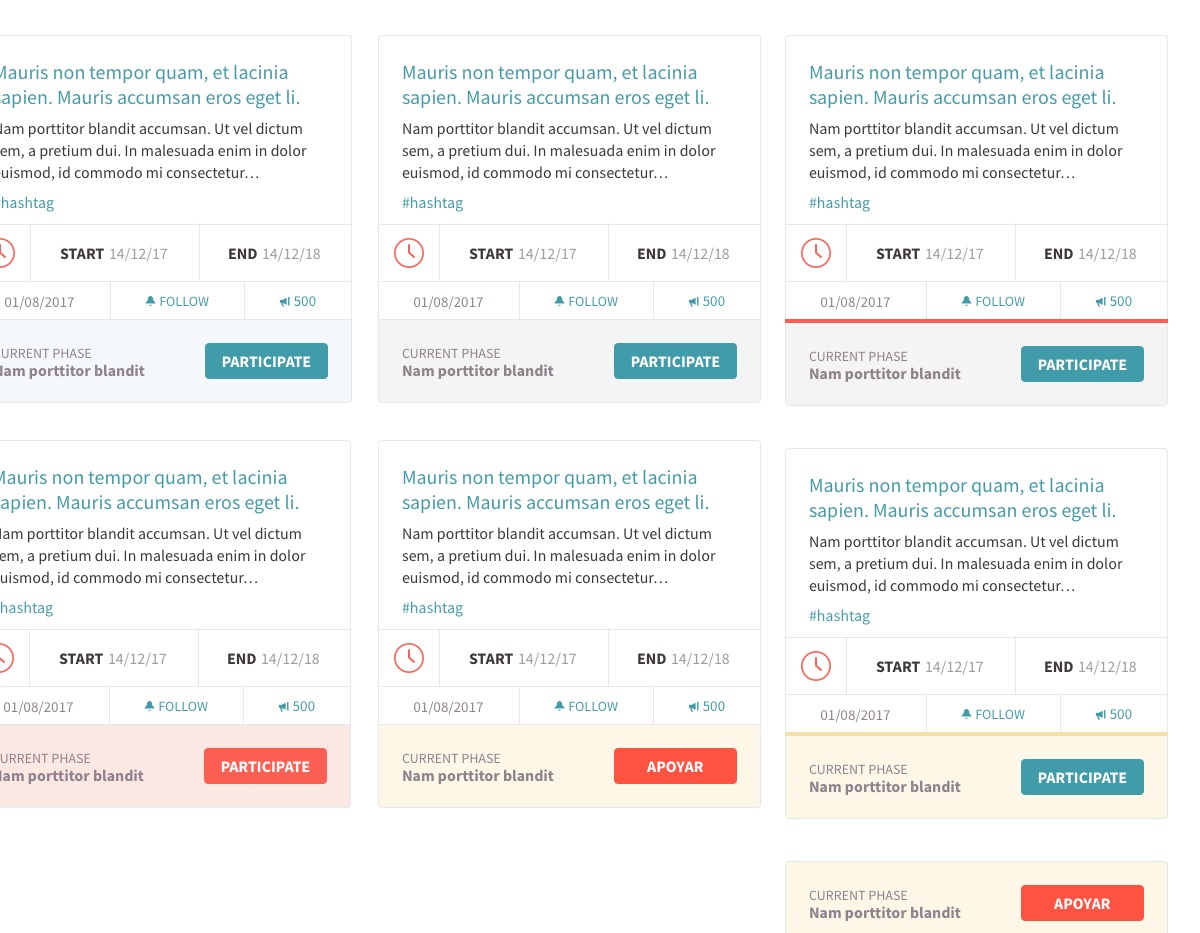 Mauris non tempor quam, et lacinia
sapien. Mauris accumsan eros eget li.
Nam porttitor blandit accumsan. Ut vel dictum
sem, a pretium dui. In malesuada enim in dolor
euismod, id commodo mi consectetur…
#hashtag
START 14/12/17 END 14/12/18
01/08/2017 FOLLOW 500
CURRENT PHASE
Nam porttitor blandit
PARTICIPATE
Mauris non tempor quam, et lacinia
sapien. Mauris accumsan eros eget li.
Nam porttitor blandit accumsan. Ut vel dictum
sem, a pretium dui. In malesuada enim in dolor
euismod, id commodo mi consectetur…
#hashtag
START 14/12/17 END 14/12/18
01/08/2017 FOLLOW 500
CURRENT PHASE
Nam porttitor blandit
PARTICIPATE
Mauris non tempor quam, et lacinia
sapien. Mauris accumsan eros eget li.
Nam porttitor blandit accumsan. Ut vel dictum
sem, a pretium dui. In malesuada enim in dolor
euismod, id commodo mi consectetur…
#hashtag
START 14/12/17 END 14/12/18
01/08/2017 FOLLOW 500
CURRENT PHASE
Nam porttitor blandit
PARTICIPATE
Mauris non tempor quam, et lacinia
sapien. Mauris accumsan eros eget li.
Nam porttitor blandit accumsan. Ut vel dictum
sem, a pretium dui. In malesuada enim in dolor
euismod, id commodo mi consectetur…
hashtag
START 14/12/17 END 14/12/18
01/08/2017 FOLLOW 500
CURRENT PHASE
Nam porttitor blandit
PARTICIPATE
Mauris non tempor quam, et lacinia
sapien. Mauris accumsan eros eget li.
Nam porttitor blandit accumsan. Ut vel dictum
sem, a pretium dui. In malesuada enim in dolor
euismod, id commodo mi consectetur…
#hashtag
START 14/12/17 END 14/12/18
01/08/2017 FOLLOW 500
CURRENT PHASE
Nam porttitor blandit
APOYAR
Mauris non tempor quam, et lacinia
sapien. Mauris accumsan eros eget li.
Nam porttitor blandit accumsan. Ut vel dictum
sem, a pretium dui. In malesuada enim in dolor
euismod, id commodo mi consectetur…
#hashtag
START 14/12/17 END 14/12/18
01/08/2017 FOLLOW 500
CURRENT PHASE
Nam porttitor blandit
PARTICIPATE
CURRENT PHASE
Nam porttitor blandit
APOYAR